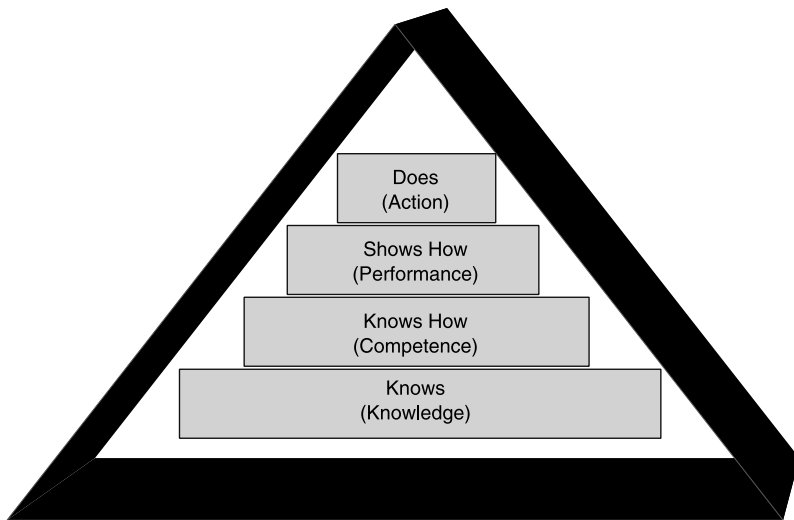 Does
(Action)
Shows How
(Performance)
Knows How
(Competence)
Knows
(Knowledge)